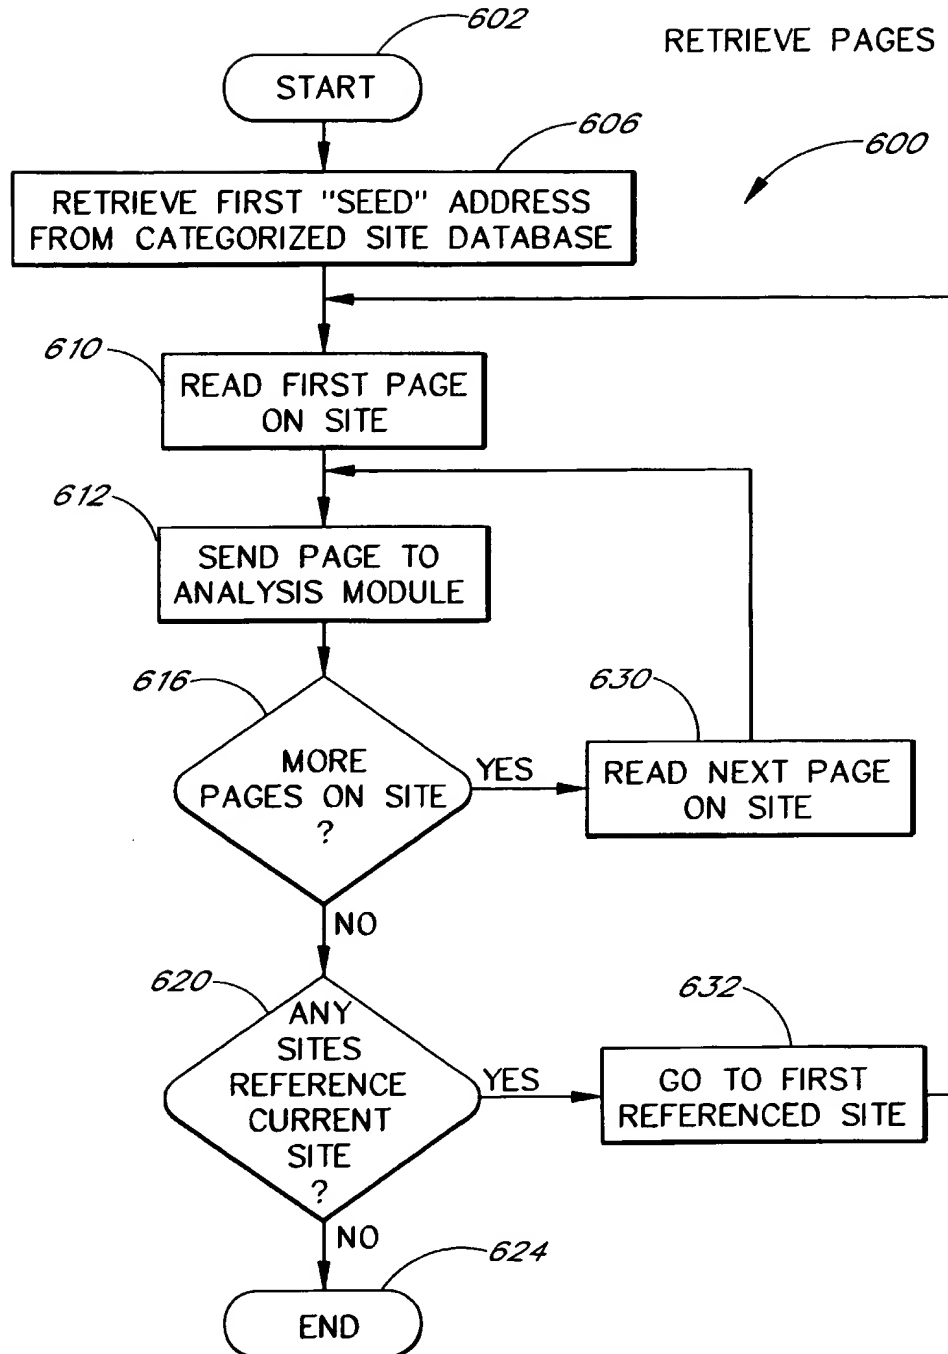 602
RETRIEVE PAGES
START
606
600
RETRIEVE FIRST "SEED" ADDRESS
FROM CATEGORIZED SITE DATABASE
610
READ FIRST PAGE
ON SITE
612
SEND PAGE TO
ANALYSIS MODULE
616
MORE
PAGES ON SITE
?
YES
630
READ NEXT PAGE
ON SITE
NO
620
ANY
SITES
REFERENCE
CURRENT
SITE
?
YES
632
GO TO FIRST
REFERENCED SITE
NO
624
END